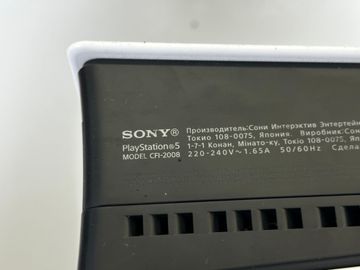 SONY®
PlayStation®5
MODEL CFI-2008
Производитель: Сони Интерэктив Энтертейн
Токио 108-0075, Япония. Виробник: Сон
1-7-1 Конан, Мінато-ку, Токіо 108-0075,
220-240V~ 1.65A 50/60Hz Сдела